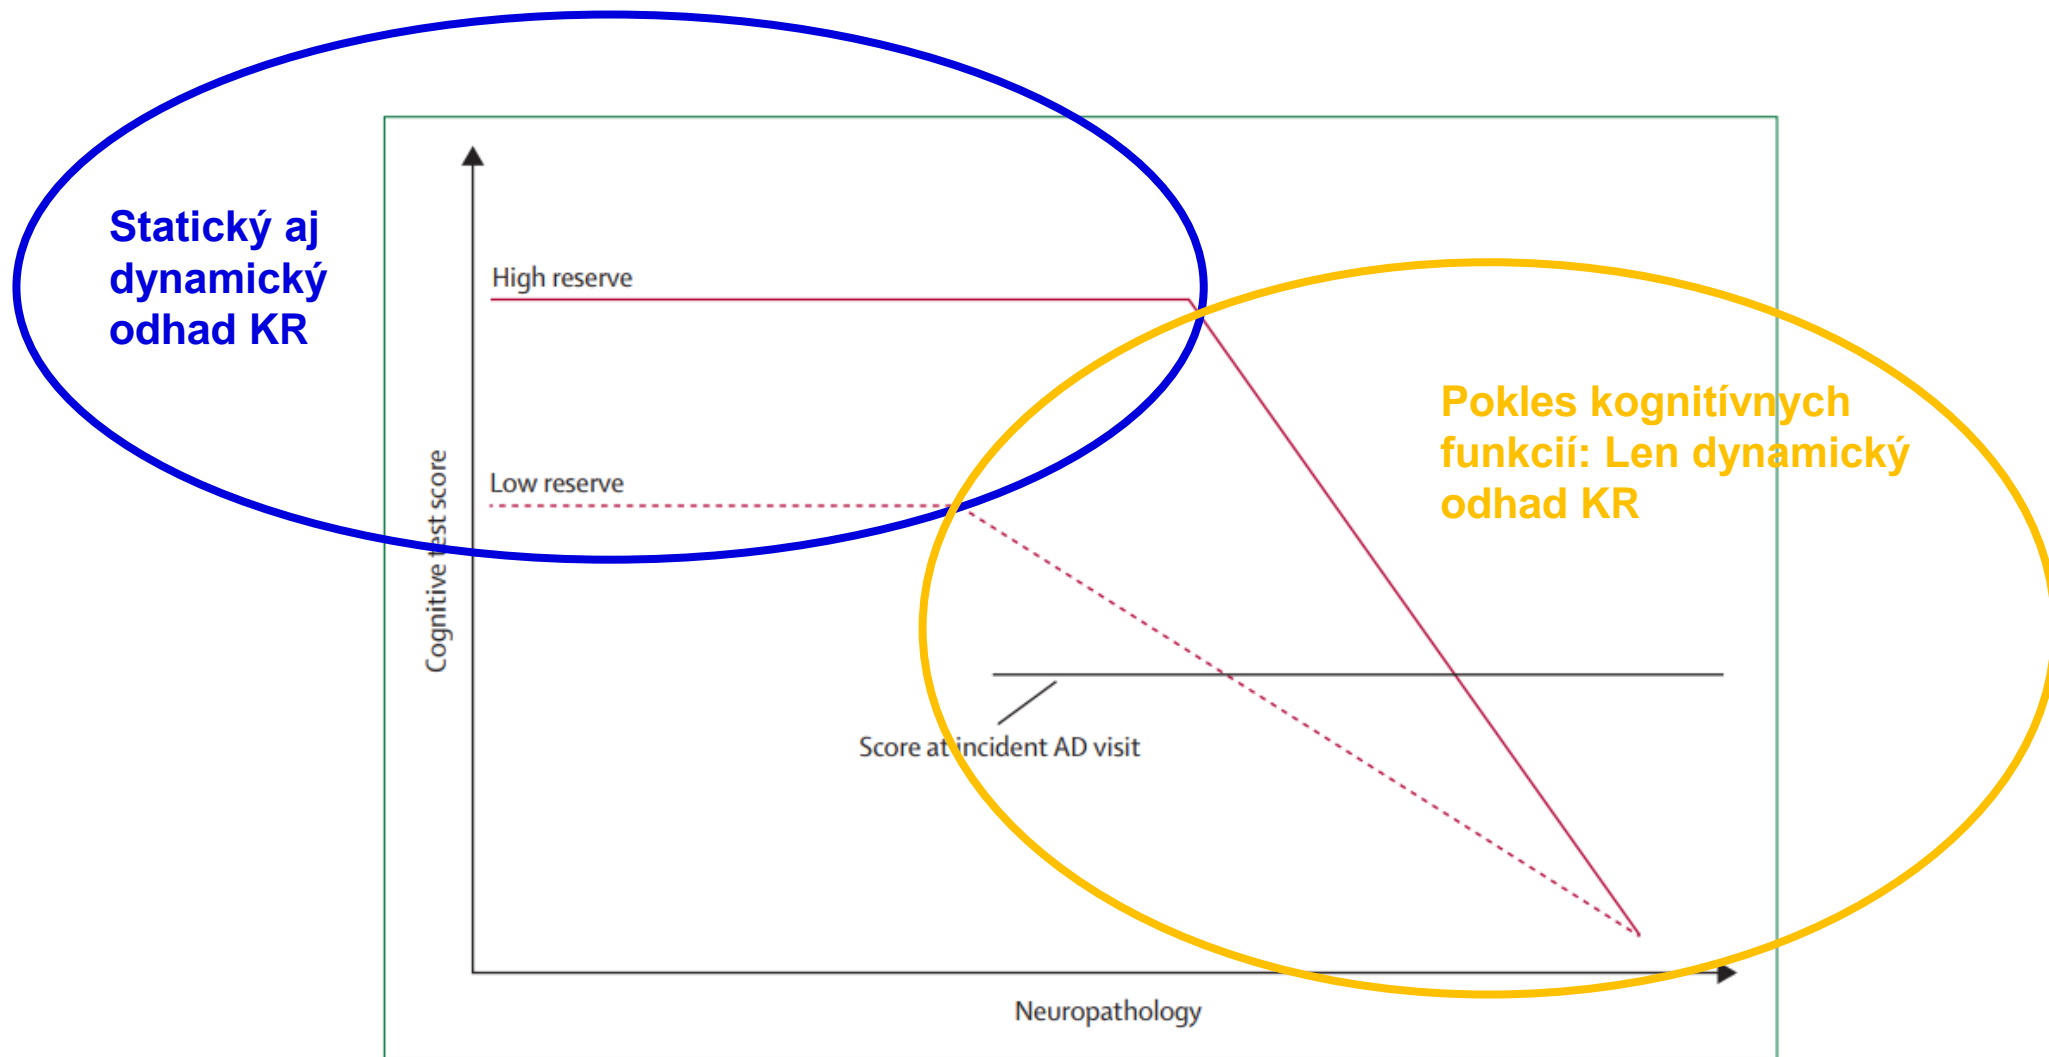 Statický aj
dynamický
odhad KR
High reserve
Low reserve
Cognitive test score
Pokles kognitívnych
funkcií: Len dynamický
odhad KR
Score at incident AD visit
Neuropathology